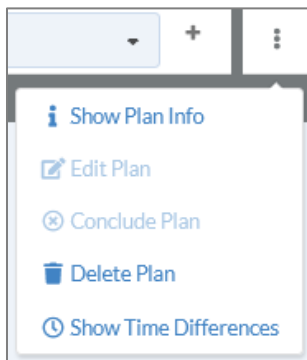 Show Plan Info
Edit Plan
Conclude Plan
Delete Plan
Show Time Differences